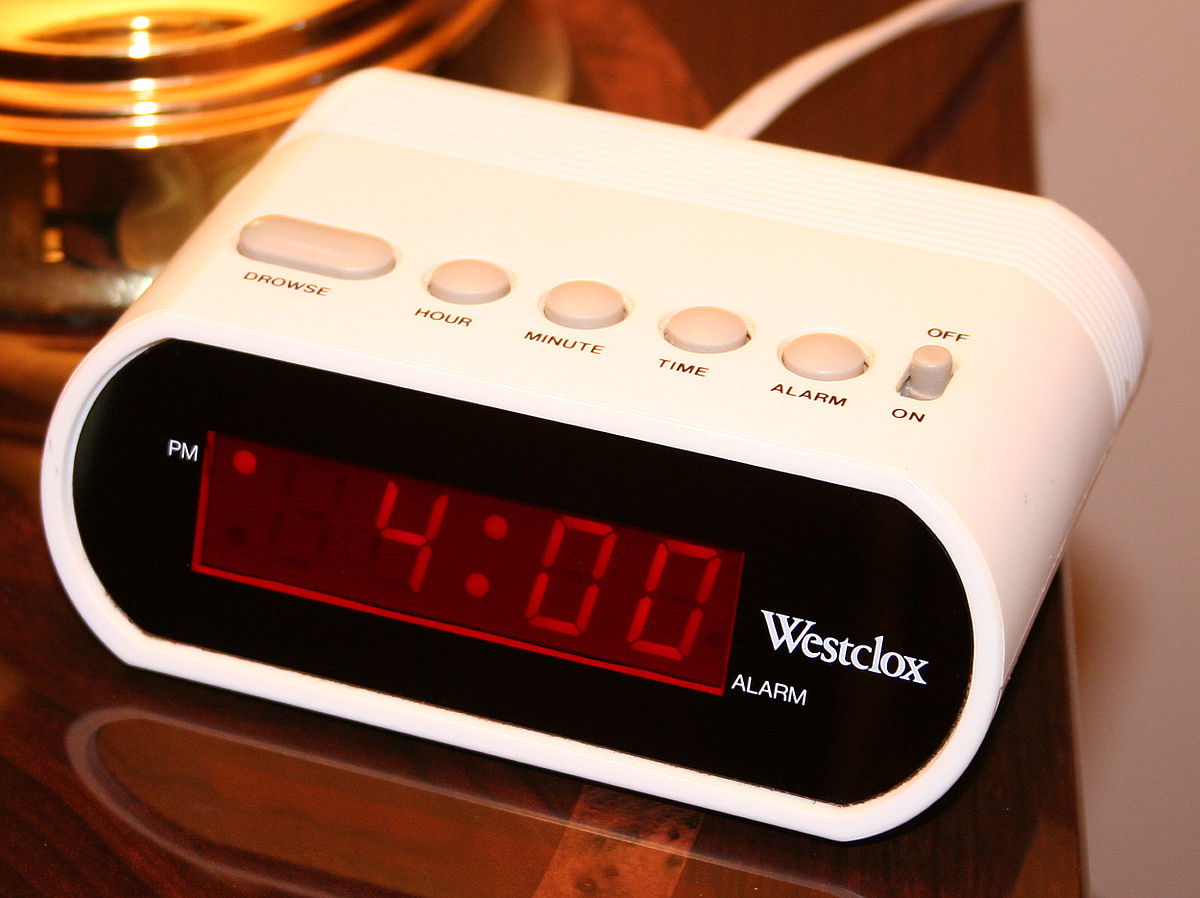 OFF
DROWSE
HOUR
MINUTE
TIME
ALARM
ON
PM
4:00
Westclox
ALARM